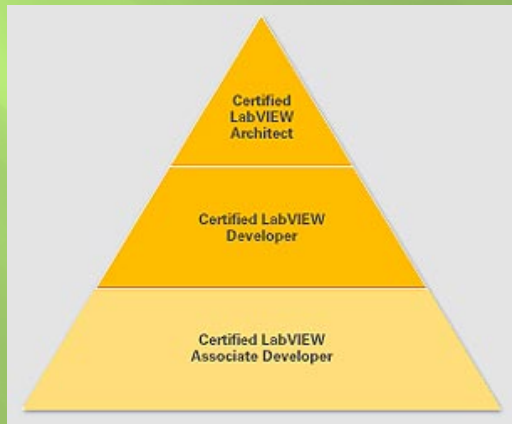 Certified
LabVIEW
Architect
Certified LabVIEW
Developer
Certified LabVIEW
Associate Developer